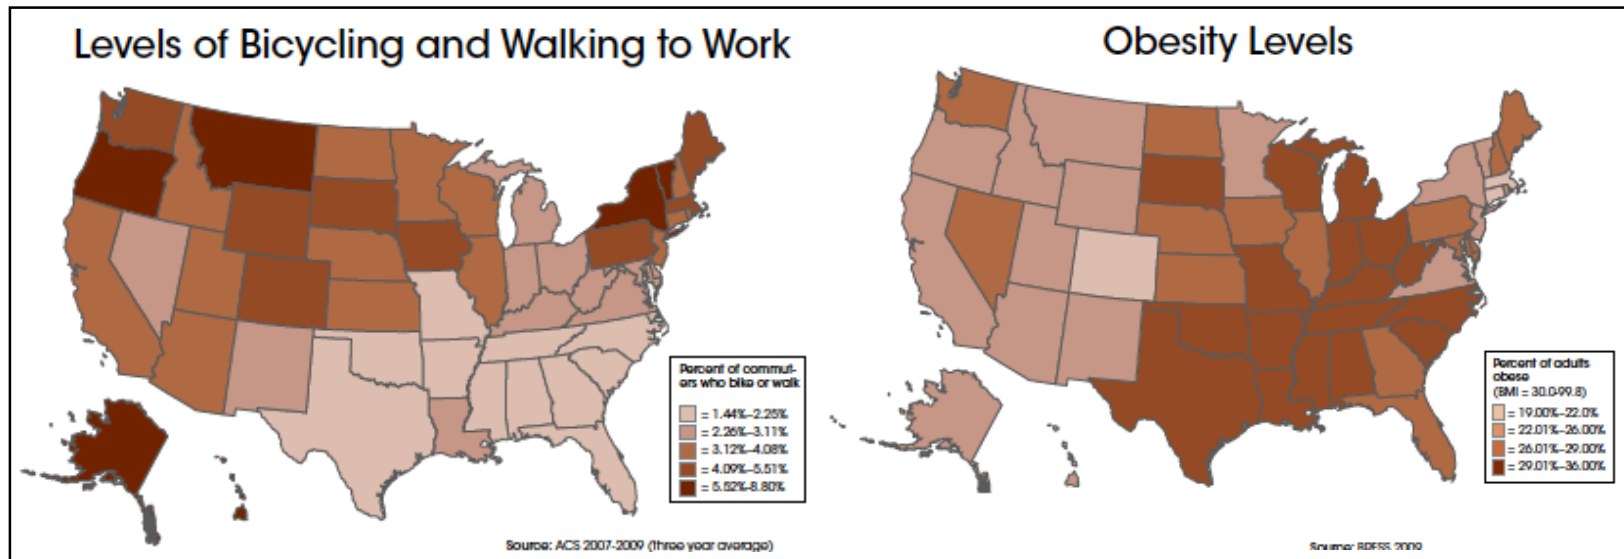 Levels of Bicycling and Walking to Work
Percent of commut-
ers who bike or walk
= 1.44%–2.25%
= 2.26%–3.11%
= 3.12%–4.08%
= 4.09%–5.51%
= 5.52%-8.80%
Source: ACS 2007-2009 (three year average)
Obesity Levels
Percent of adults
obese
(BMI = 30.0-99.8)
= 19.00%–22.0%
= 22.01%–26.00%
= 26.01%–29.00%
= 29.01%–36.00%
Source: BRFSS 2009